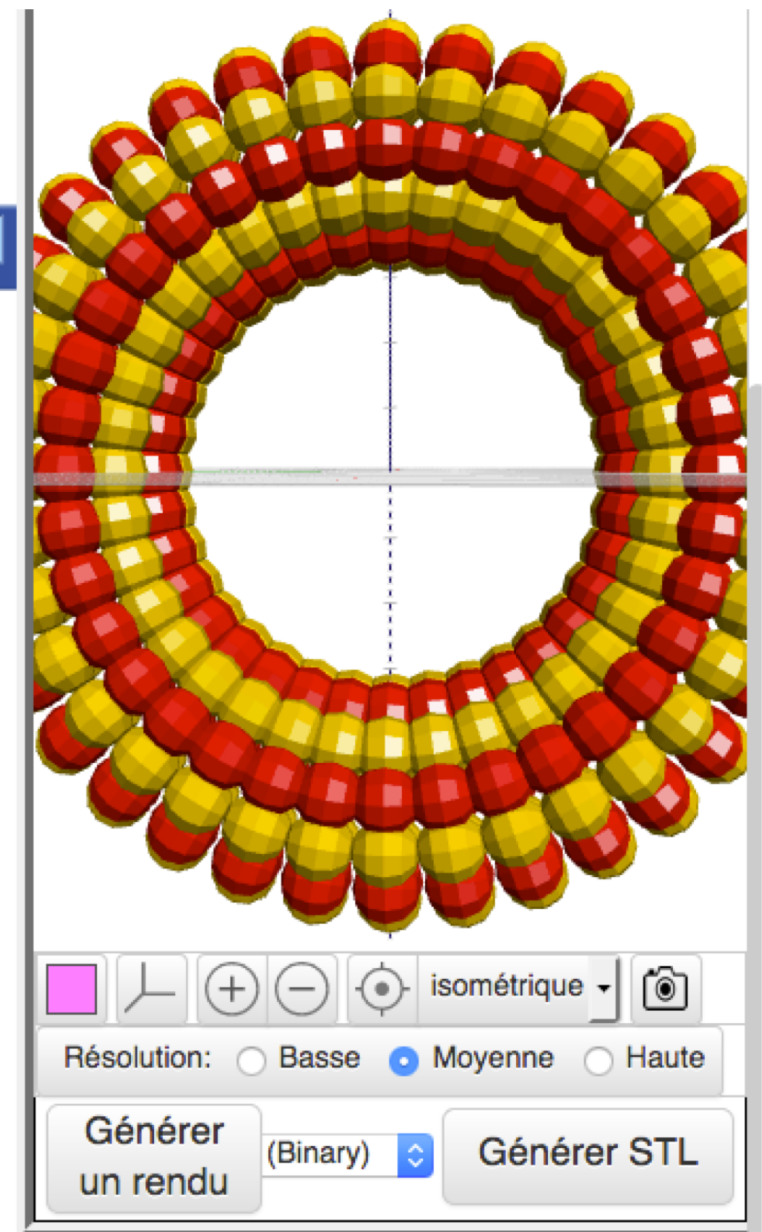 isométrique
Résolution: Basse Moyenne Haute
Générer un rendu
(Binary)
Générer STL